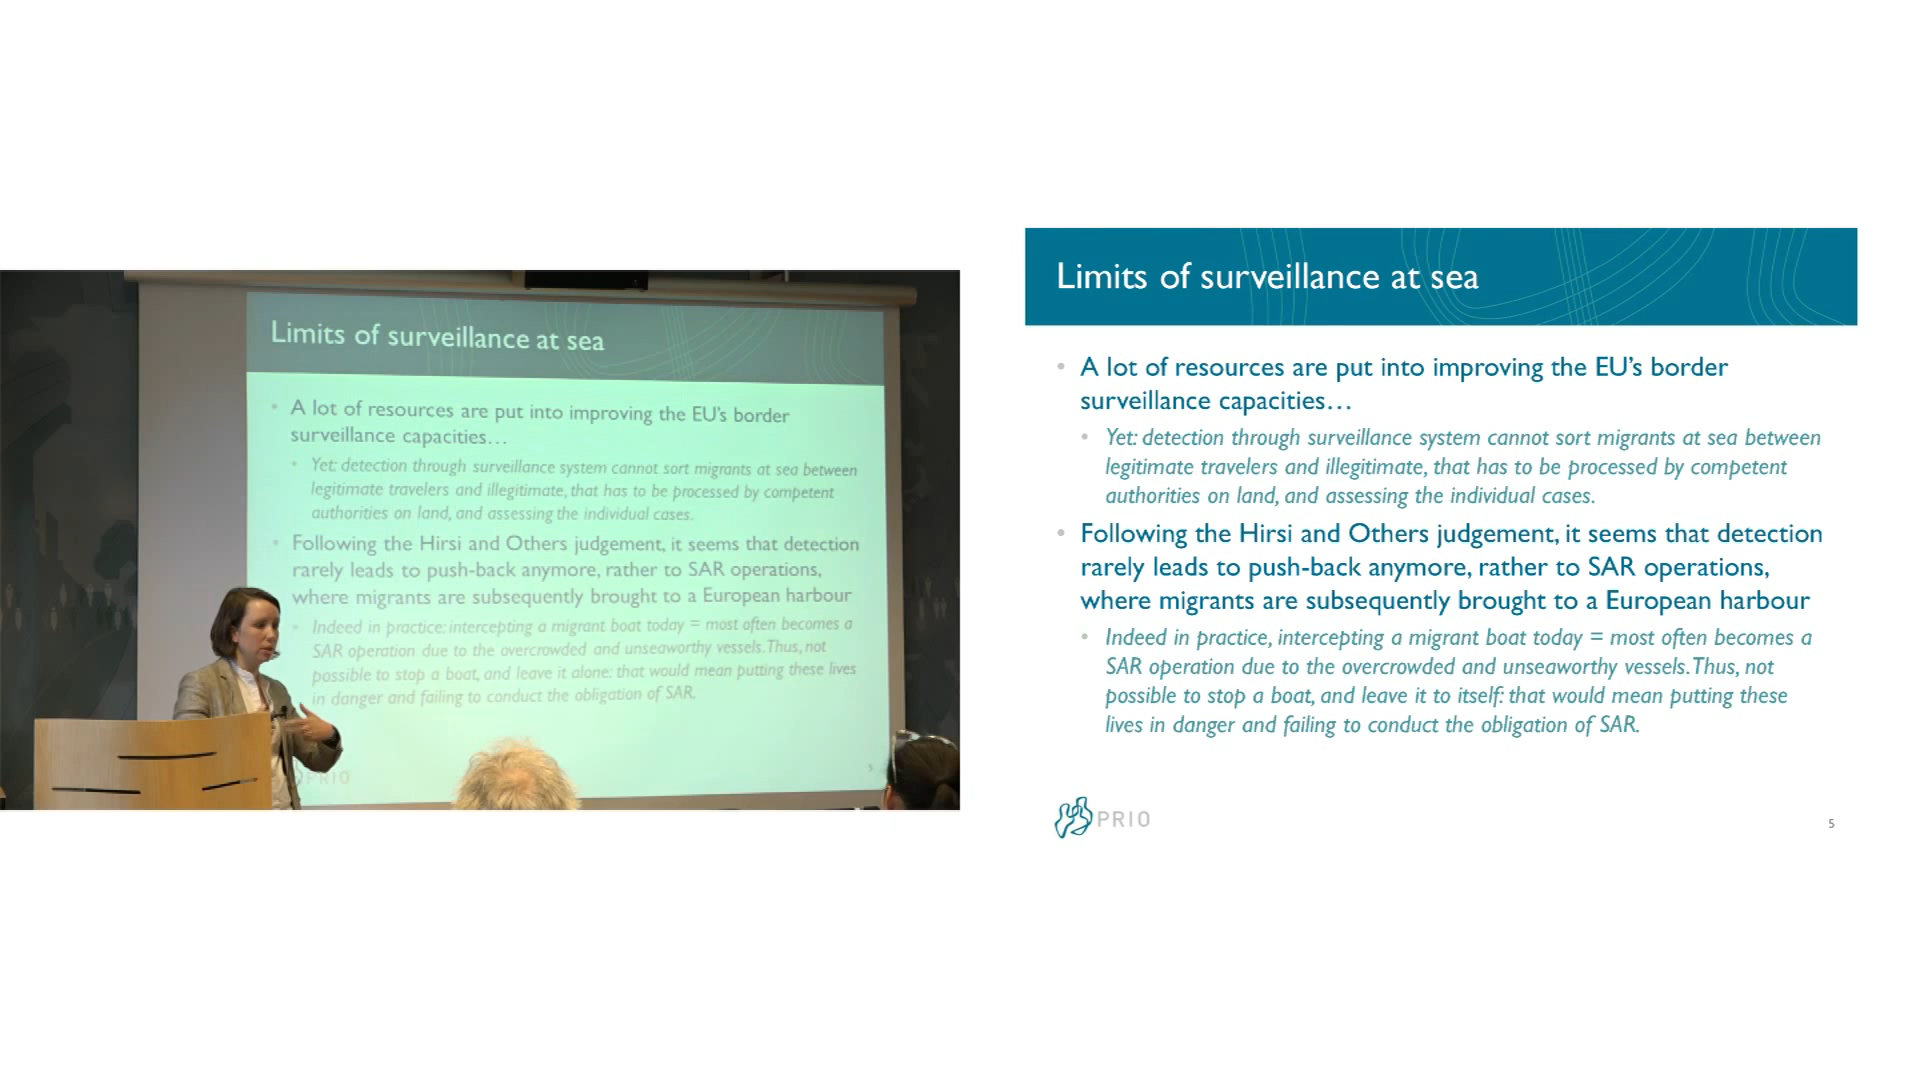 Limits of surveillance at sea
A lot of resources are put into improving the EU's border
surveillance capacities…
Yet: detection through surveillance system cannot sort migrants at sea between
legitimate travelers and illegitimate, that has to be processed by competent
authorities on land, and assessing the individual cases.
Following the Hirsi and Others judgement, it seems that detection
rarely leads to push-back anymore, rather to SAR operations,
where migrants are subsequently brought to a European harbour
Indeed in practice: intercepting a migrant boat today = most often becomes a
SAR operation due to the overcrowded and unseaworthy vessels. Thus, not
possible to stop a boat, and leave it alone: that would mean putting these lives
in danger and failing to conduct the obligation of SAR.
PRIO
5
Limits of surveillance at sea
A lot of resources are put into improving the EU’s border
surveillance capacities…
Yet: detection through surveillance system cannot sort migrants at sea between
legitimate travelers and illegitimate, that has to be processed by competent
authorities on land, and assessing the individual cases.
Following the Hirsi and Others judgement, it seems that detection
rarely leads to push-back anymore, rather to SAR operations,
where migrants are subsequently brought to a European harbour
Indeed in practice, intercepting a migrant boat today = most often becomes a
SAR operation due to the overcrowded and unseaworthy vessels. Thus, not
possible to stop a boat, and leave it to itself: that would mean putting these
lives in danger and failing to conduct the obligation of SAR.
PRIO
5